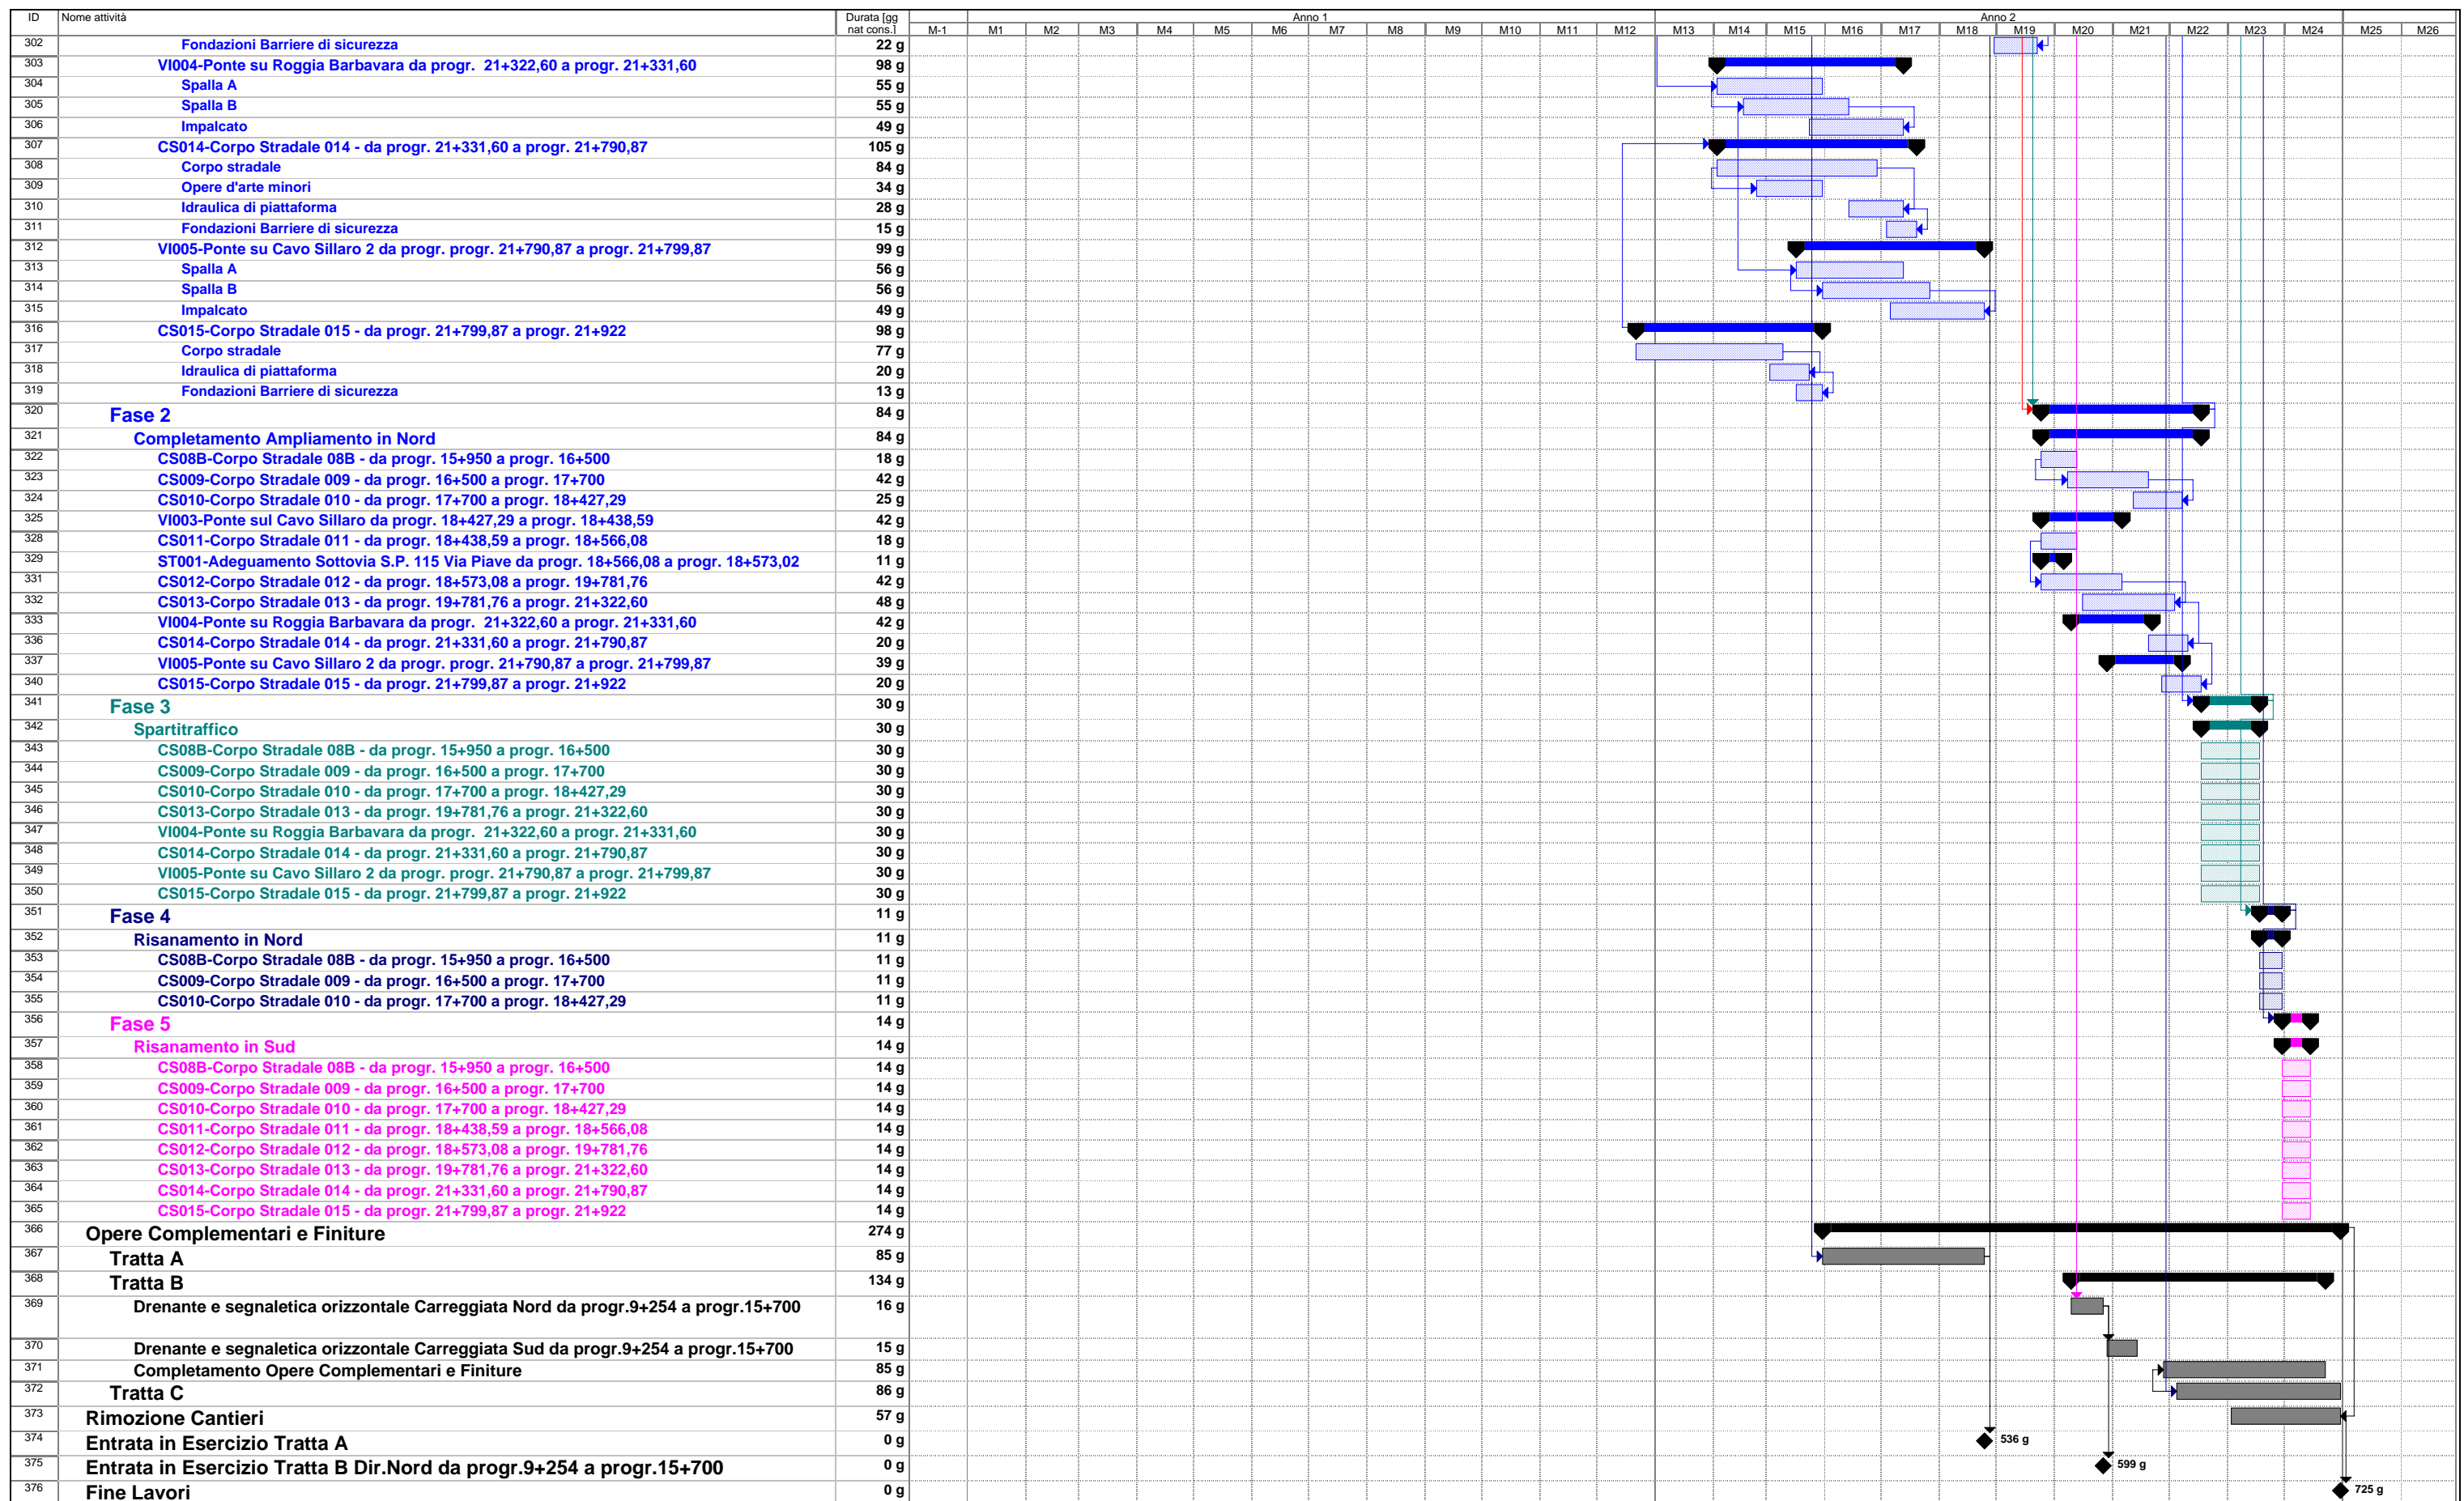 ID Nome attività Durata [gg nat cons.] Anno 1 Anno 2
M-1 M1 M2 M3 M4 M5 M6 M7 M8 M9 M10 M11 M12 M13 M14 M15 M16 M17 M18 M19 M20 M21 M22 M23 M24 M25 M26
302 Fondazioni Barriere di sicurezza 22 g
303 VI004-Ponte su Roggia Barbavara da progr. 21+322,60 a progr. 21+331,60 98 g
304 Spalla A 55 g
305 Spalla B 55 g
306 Impalcato 49 g
307 CS014-Corpo Stradale 014 - da progr. 21+331,60 a progr. 21+790,87 105 g
308 Corpo stradale 84 g
309 Opere d'arte minori 34 g
310 Idraulica di piattaforma 28 g
311 Fondazioni Barriere di sicurezza 15 g
312 VI005-Ponte su Cavo Sillaro 2 da progr. progr. 21+790,87 a progr. 21+799,87 99 g
313 Spalla A 56 g
314 Spalla B 56 g
315 Impalcato 49 g
316 CS015-Corpo Stradale 015 - da progr. 21+799,87 a progr. 21+922 98 g
317 Corpo stradale 77 g
318 Idraulica di piattaforma 20 g
319 Fondazioni Barriere di sicurezza 13 g
320 Fase 2 84 g
321 Completamento Ampliamento in Nord 84 g
322 CS08B-Corpo Stradale 08B - da progr. 15+950 a progr. 16+500 18 g
323 CS009-Corpo Stradale 009 - progr. 16+500 a progr. 17+700 42 g
324 CS010-Corpo Stradale 010 - progr. 17+700 a progr. 18+427,29 25 g
325 VI003-Ponte sul Cavo Sillaro da progr. 18+427,29 a progr. 18+438,59 42 g
328 CS011-Corpo Stradale 011 - progr. 18+438,59 a progr. 18+566,08 18 g
329 ST001-Adeguamento Sottovia S.P. 115 Via Piave da progr. 18+566,08 a progr. 18+573,02 11 g
331 CS012-Corpo Stradale 012 - progr. 18+573,08 a progr. 19+781,76 42 g
332 CS013-Corpo Stradale 013 - progr. 19+781,76 a progr. 21+322,60 48 g
333 VI004-Ponte su Roggia Barbavara da progr. 21+322,60 a progr. 21+331,60 42 g
336 CS014-Corpo Stradale 014 - da progr. 21+331,60 a progr. 21+790,87 20 g
337 VI005-Ponte su Cavo Sillaro 2 da progr. progr. 21+790,87 a progr. 21+799,87 39 g
340 CS015-Corpo Stradale 015 - da progr. 21+799,87 a progr. 21+922 20 g
341 Fase 3 30 g
342 Spartitraffico 30 g
343 CS08B-Corpo Stradale 08B - da progr. 15+950 a progr. 16+500 30 g
344 CS009-Corpo Stradale 009 - progr. 16+500 a progr. 17+700 30 g
345 CS010-Corpo Stradale 010 - da progr. 17+700 a progr. 18+427,29 30 g
346 CS013-Corpo Stradale 013 - da progr. 19+781,76 a progr. 21+322,60 30 g
347 VI004-Ponte su Roggia Barbavara da progr. 21+322,60 a progr. 21+331,60 30 g
348 CS014-Corpo Stradale 014 - da progr. 21+331,60 a progr. 21+790,87 30 g
349 VI005-Ponte su Cavo Sillaro 2 da progr. progr. 21+790,87 a progr. 21+799,87 30 g
350 CS015-Corpo Stradale 015 - da progr. 21+799,87 a progr. 21+922 30 g
351 Fase 4 11 g
352 Risanamento in Nord 11 g
353 CS08B-Corpo Stradale 08B - da progr. 15+950 a progr. 16+500 11 g
354 CS009-Corpo Stradale 009 - da progr. 16+500 a progr. 17+700 11 g
355 CS010-Corpo Stradale 010 - da progr. 17+700 a progr. 18+427,29 11 g
356 Fase 5 14 g
357 Risanamento in Sud 14 g
358 CS08B-Corpo Stradale 08B - da progr. 15+950 a progr. 16+500 14 g
359 CS009-Corpo Stradale 009 - da progr. 16+500 a progr. 17+700 14 g
360 CS010-Corpo Stradale 010 - da progr. 17+700 a progr. 18+427,29 14 g
361 CS011-Corpo Stradale 011 - da progr. 18+438,59 a progr. 18+566,08 14 g
362 CS012-Corpo Stradale 012 - da progr. 18+573,08 a progr. 19+781,76 14 g
363 CS013-Corpo Stradale 013 - da progr. 19+781,76 a progr. 21+322,60 14 g
364 CS014-Corpo Stradale 014 - da progr. 21+331,60 a progr. 21+790,87 14 g
365 CS015-Corpo Stradale 015 - da progr. 21+799,87 a progr. 21+922 14 g
366 Opere Complementari e Finiture 274 g
367 Tratta A 85 g
368 Tratta B 134 g
369 Drenante e segnaletica orizzontale Carreggiata Nord da progr.9+254 a progr.15+700 16 g
370 Drenante e segnaletica orizzontale Carreggiata Sud da progr.9+254 a progr.15+700 15 g
371 Completamento Opere Complementari e Finiture 85 g
372 Tratta C 86 g
373 Rimozione Cantieri 57 g
374 Entrata in Esercizio Tratta A 0 g 536 g
375 Entrata in Esercizio Tratta B Dir.Nord da progr.9+254 a progr.15+700 0 g 599 g
376 Fine Lavori 0 g 725 g